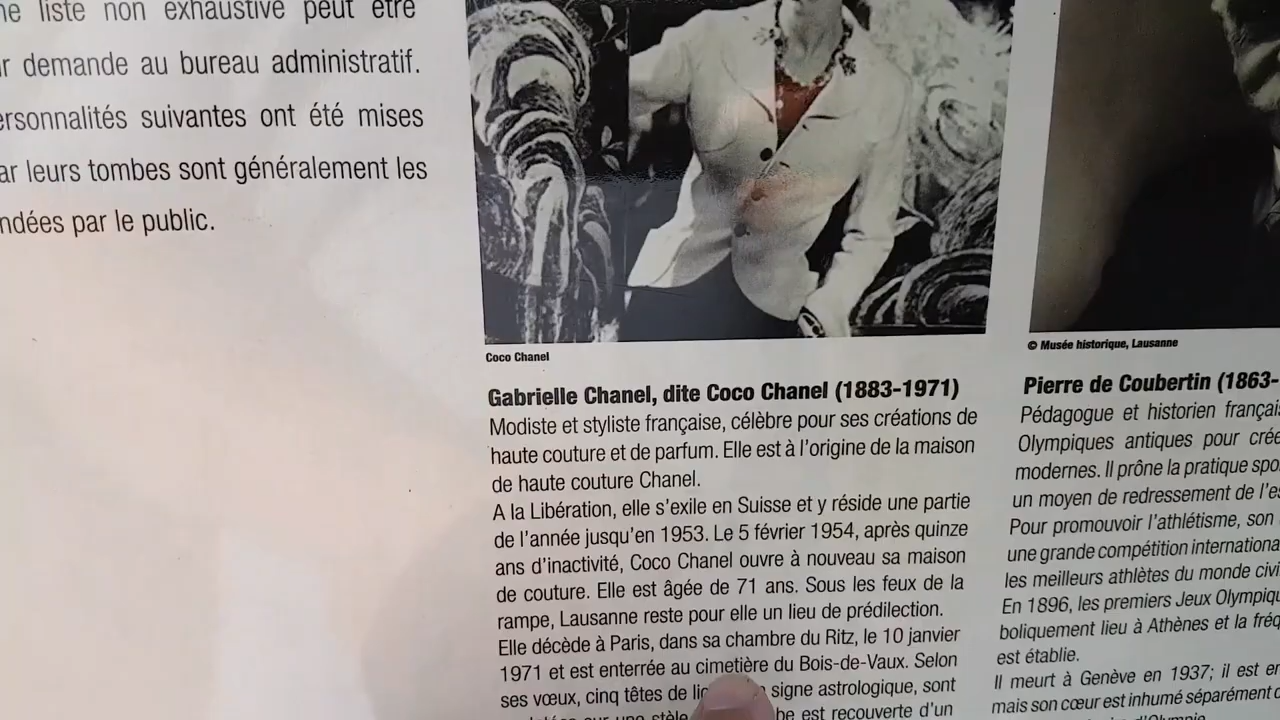 ne liste non exhaustive peut être
r demande au bureau administratif.
ersonnalités suivantes ont été mises
ar leurs tombes sont généralement les
ndées par le public.
Coco Chanel
Gabrielle Chanel, dite Coco Chanel (1883-1971)
Modiste et styliste française, célèbre pour ses créations de
haute couture et de parfum. Elle est à l'origine de la maison
de haute couture Chanel.
A la Libération, elle s'exile en Suisse et y réside une partie
de l'année jusqu'en 1953. Le 5 février 1954, après quinze
ans d'inactivité, Coco Chanel ouvre à nouveau sa maison
de couture. Elle est âgée de 71 ans. Sous les feux de la
rampe, Lausanne reste pour elle un lieu de prédilection.
Elle décède à Paris, dans sa chambre du Ritz, le 10 janvier
1971 et est enterrée au cimetière du Bois-de-Vaux. Selon
ses vœux, cinq têtes de signe astrologique, sont
sur une stèle est recouverte d'un
© Musée historique, Lausanne
Pierre de Coubertin (1863-
Pédagogue et historien françai
Olympiques antiques pour crée
modernes. Il prône la pratique spo
un moyen de redressement de l'es
Pour promouvoir l'athlétisme, son
une grande compétition internationa
les meilleurs athlètes du monde civi
En 1896, les premiers Jeux Olympiqu
boliquement lieu à Athènes et la fréq
est établie.
Il meurt à Genève en 1937; il est en
mais son cœur est inhumé séparément d
d'Olympie